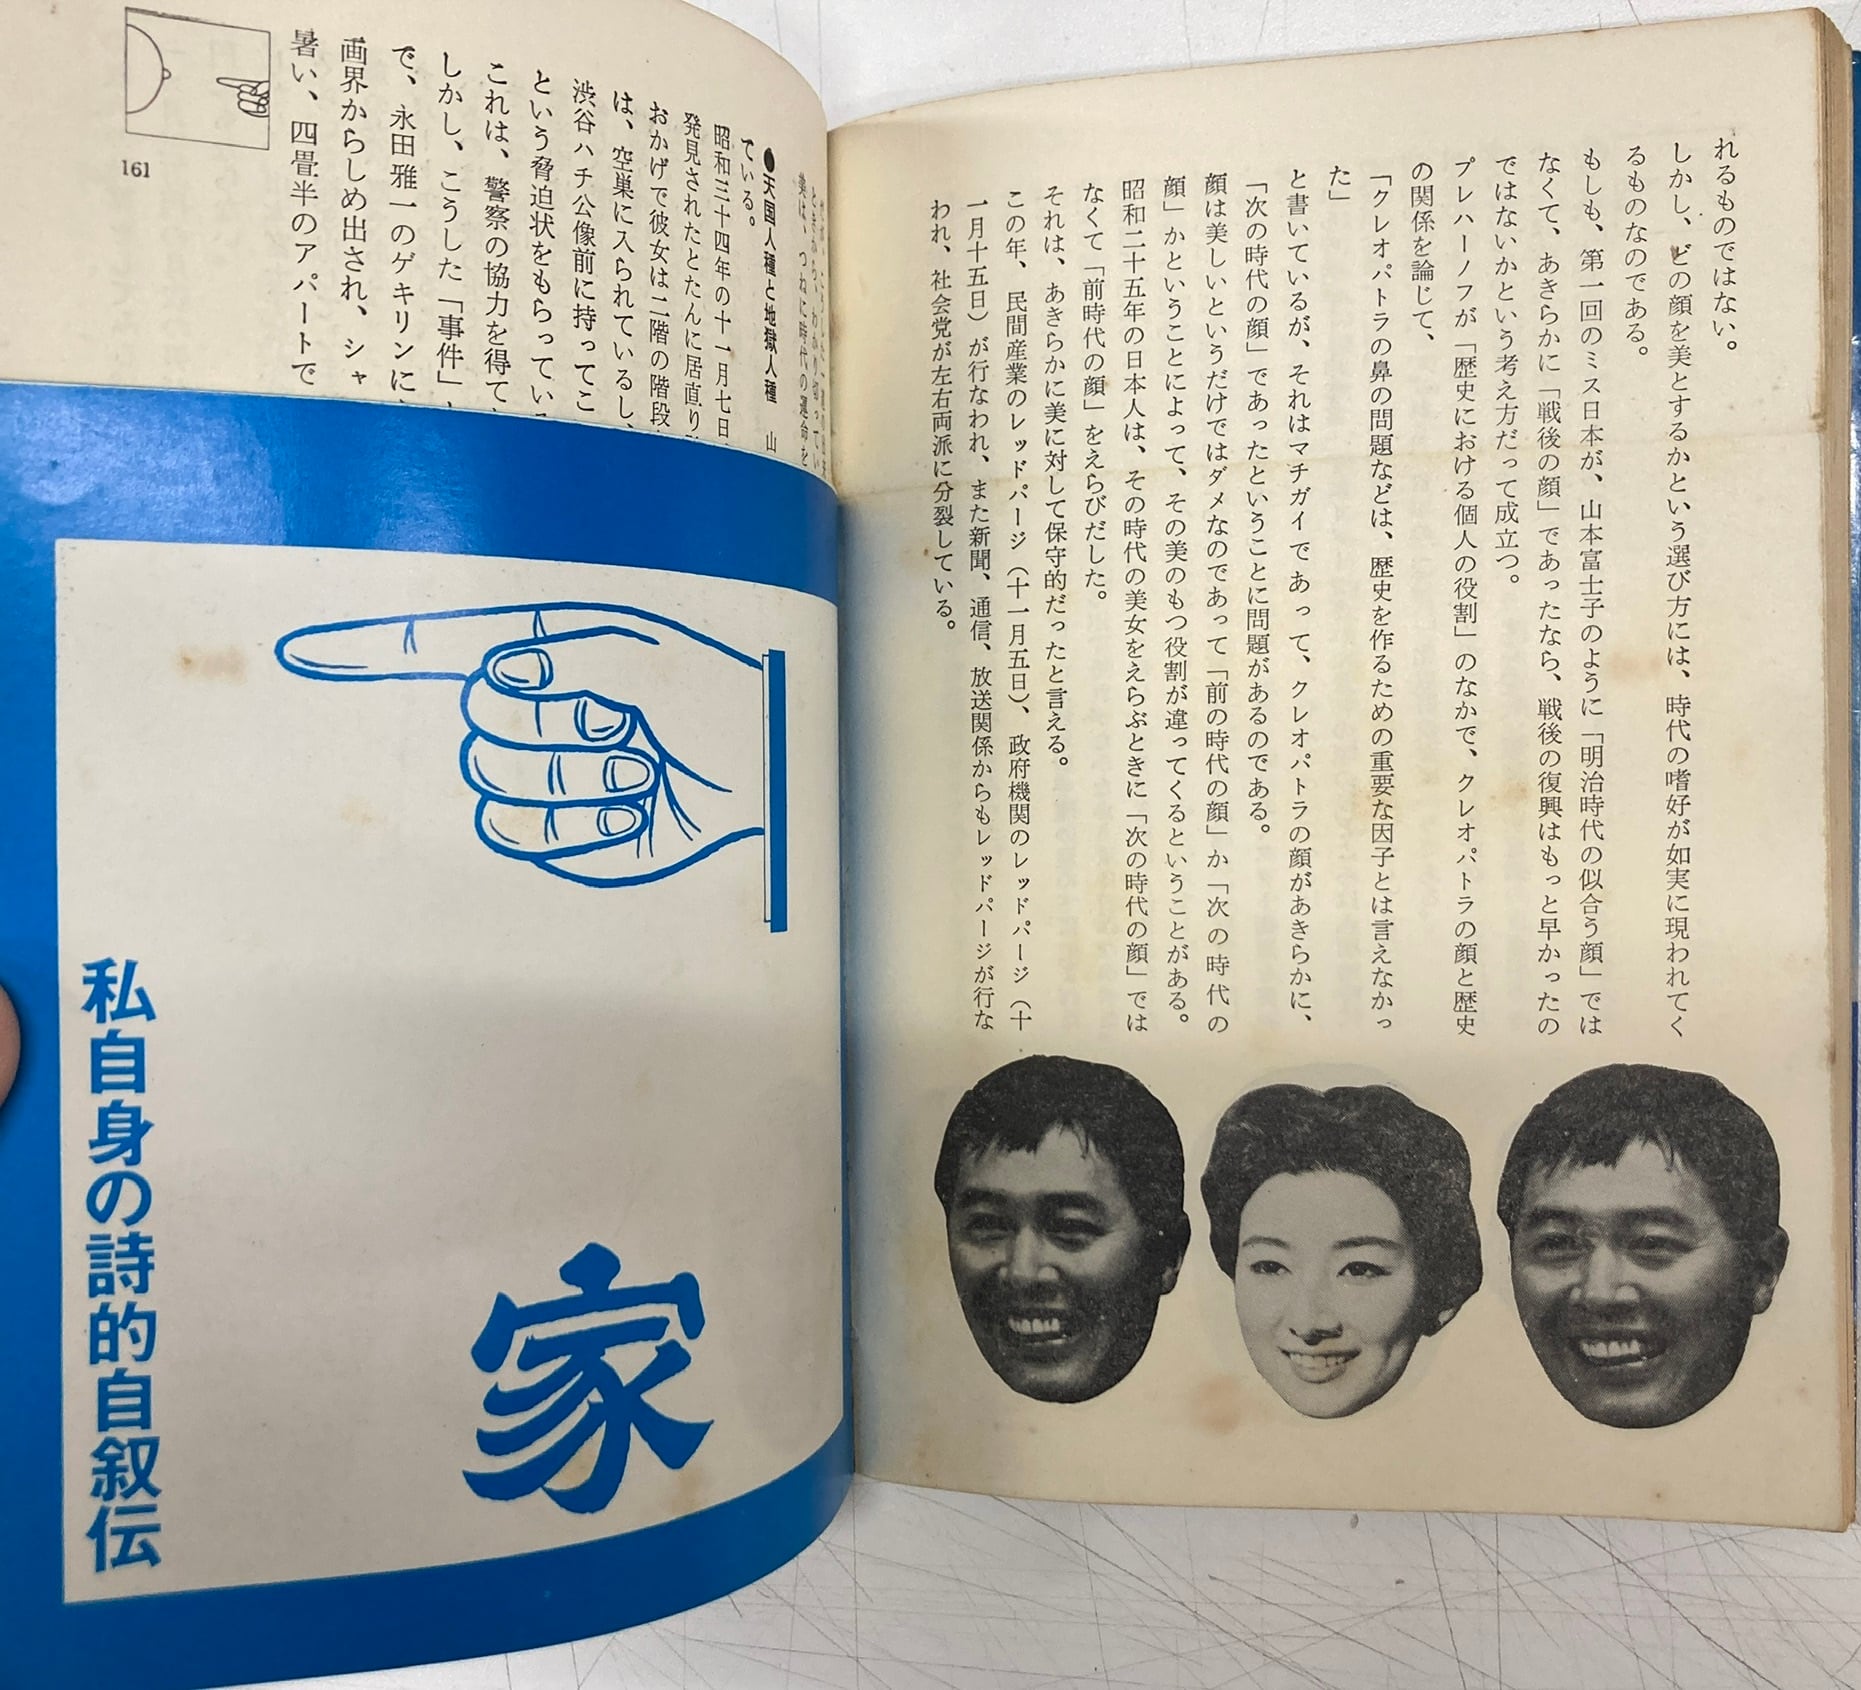 れるものではない。
しかし、どの顔を美とするかという選び方には、時代の嗜好が如実に現われてく
るものなのである。
もしも、第一回のミス日本が、山本富士子のように「明治時代の似合う顔」では
なくて、あきらかに「戦後の顔」であったなら、戦後の復興はもっと早かったの
ではないかという考え方だって成立つ。
プレハーノフが「歴史における個人の役割」のなかで、クレオパトラの顔と歴史
の関係を論じて、
「クレオパトラの鼻の問題などは、歴史を作るための重要な因子とは言えなかっ
た」
と書いているが、それはマチガイであって、クレオパトラの顔があきらかに、
「次の時代の顔」であったということに問題があるのである。
顔は美しいというだけではダメなのであって「前の時代の顔」か「次の時代の
顔」かということによって、その美のもつ役割が違ってくるということがある。
昭和二十五年の日本人は、その時代の美女をえらぶときに「次の時代の顔」では
なくて「前時代の顔」をえらびだした。
それは、あきらかに美に対して保守的だったと言える。
この年、民間産業のレッドパージ（十一月五日）、政府機関のレッドパージ（十
一月十五日）が行なわれ、また新聞、通信、放送関係からもレッドパージが行な
われ、社会党が左右両派に分裂している。
美は、つねに時代の運命を
ている。
●天国人種と地獄人種 山
昭和三十四年の十一月七日
発見されたとたんに居直り
おかげで彼女は二階の階段
は、空巣に入られているし、
渋谷ハチ公像前に持ってこ
という脅迫状をもらってい
これは、警察の協力を得て
しかし、こうした「事件」
で、永田雅一のゲキリンに
画界からしめ出され、シャ
暑い、四畳半のアパートで
161
家
私自身の詩的自叙伝